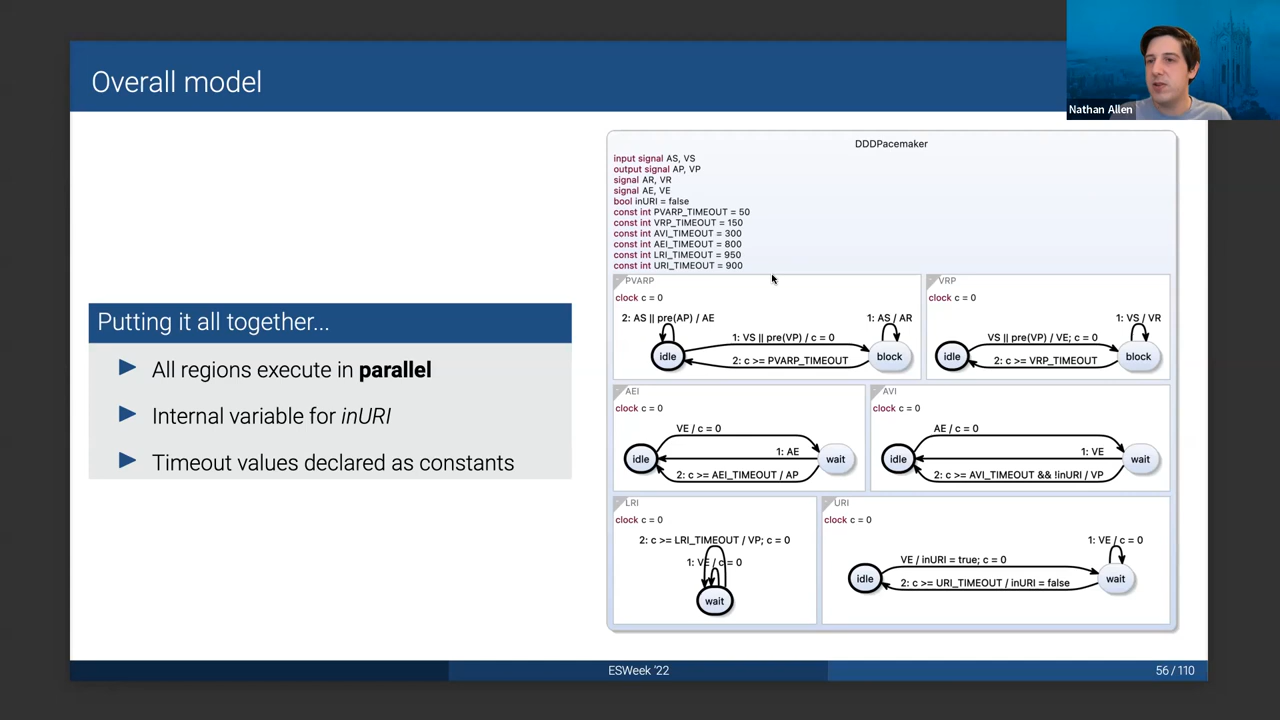 Overall model
Nathan Allen
Putting it all together...
All regions execute in parallel
Internal variable for inURI
Timeout values declared as constants
DDDPacemaker
input signal AS, VS
output signal AP, VP
signal AR, VR
signal AE, VE
bool inURI = false
const int PVARP_TIMEOUT = 50
const int VRP_TIMEOUT = 150
const int AVI_TIMEOUT = 300
const int AEI_TIMEOUT = 800
const int LRI_TIMEOUT = 950
const int URI_TIMEOUT = 900
PVARP
clock c = 0
2: AS || pre(AP) / AE
1: VS || pre(VP) / c = 0
1: AS / AR
idle
2: c >= PVARP_TIMEOUT
block
VRP
clock c = 0
1: VS / VR
VS || pre(VP) / VE; c = 0
idle
2: c >= VRP_TIMEOUT
block
AEI
clock c = 0
VE / c = 0
1: AE
idle
wait
2: c >= AEI_TIMEOUT / AP
AVI
clock c = 0
AE / c = 0
1: VE
idle
wait
2: c >= AVI_TIMEOUT && !inURI / VP
LRI
clock c = 0
2: c >= LRI_TIMEOUT / VP; c = 0
1: VE / c = 0
wait
URI
clock c = 0
1: VE / c = 0
VE / inURI = true; c = 0
idle
2: c >= URI_TIMEOUT / inURI = false
wait
ESWeek '22
56 / 110